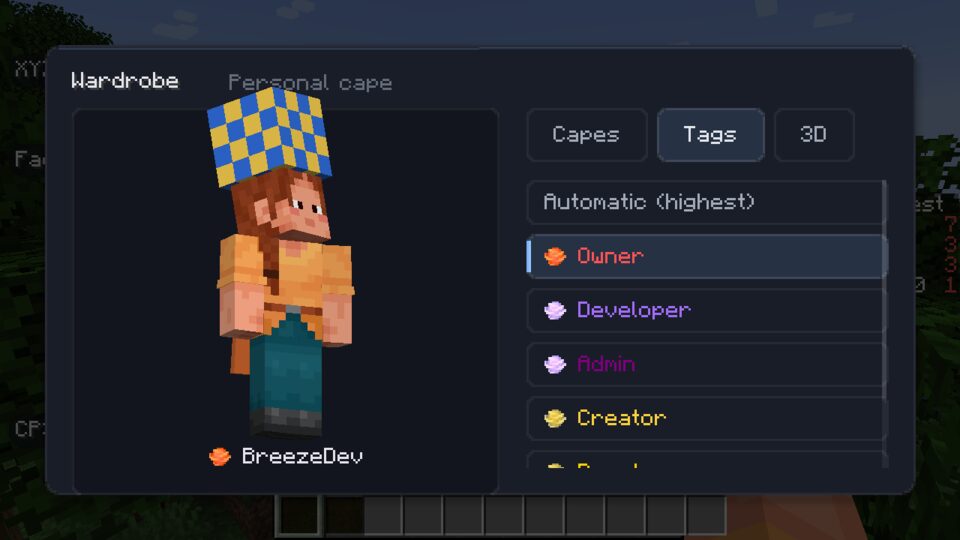 Wardrobe
Personal cape
Capes
Tags
3D
Automatic (highest)
Owner
Developer
Admin
Creator
BreezeDev